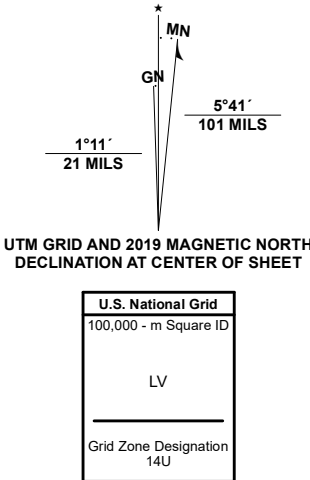 ★
MN
GN
5°41´
101 MILS
1°11´
21 MILS
UTM GRID AND 2019 MAGNETIC NORTH
DECLINATION AT CENTER OF SHEET
U.S. National Grid
100,000 - m Square ID
LV
Grid Zone Designation
14U